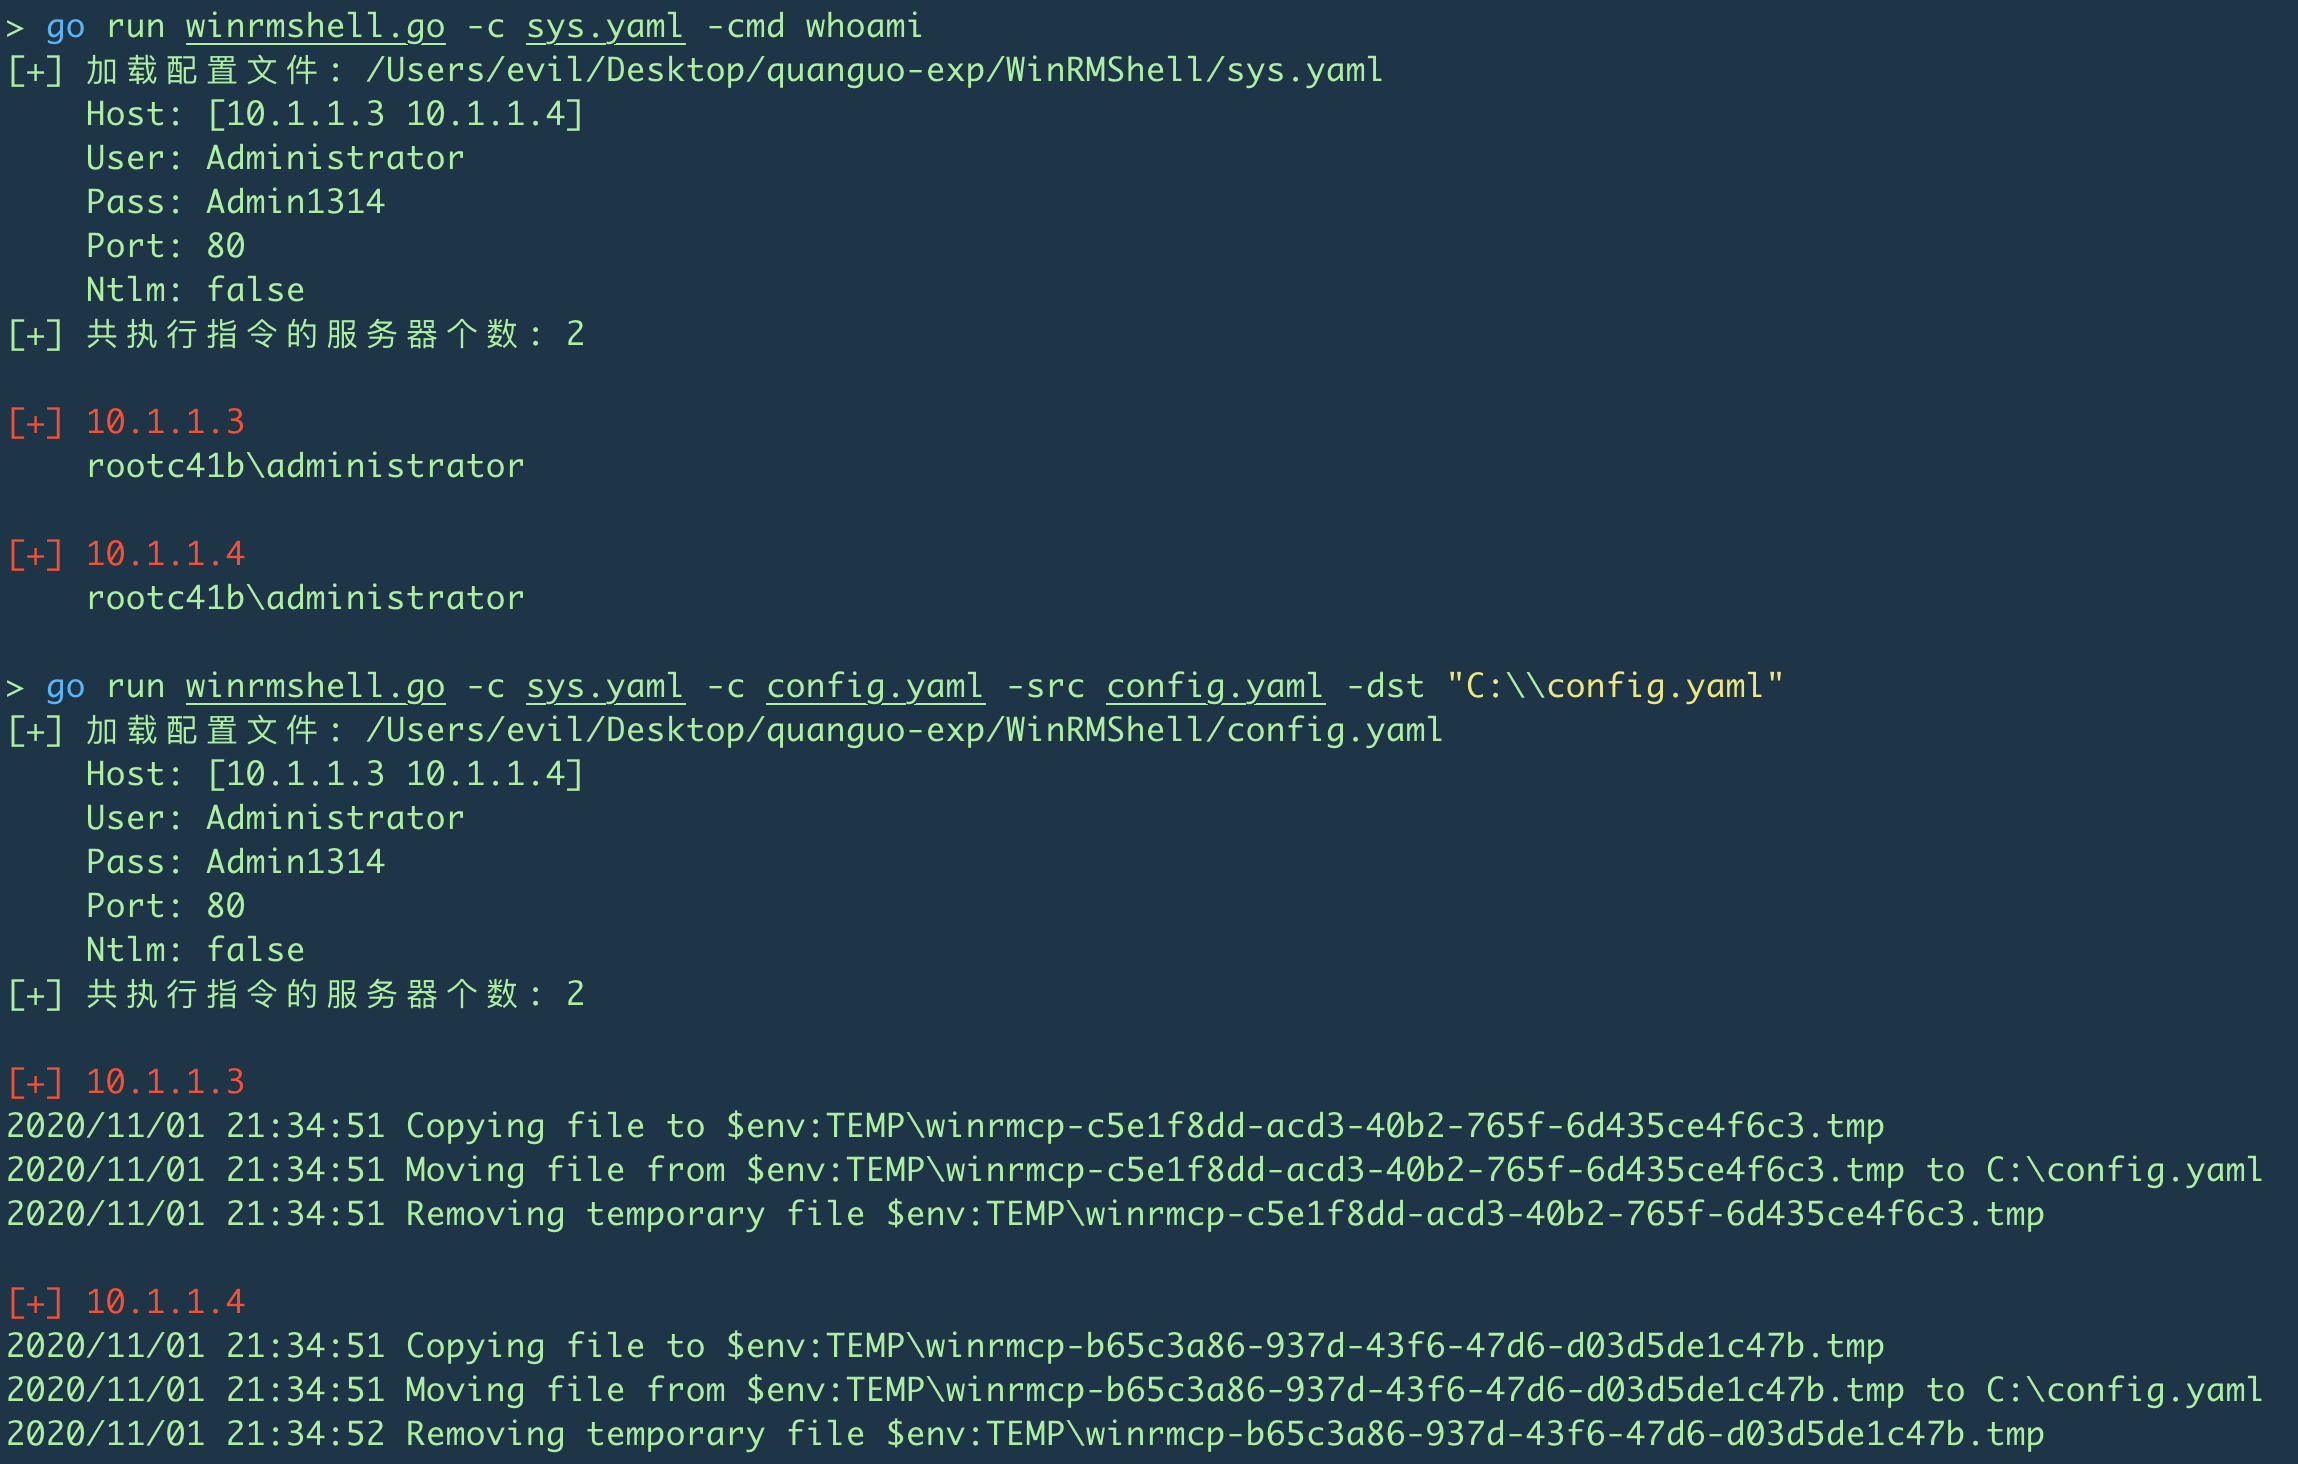 > go run winrmshell.go -c sys.yaml -cmd whoami
[+] 加载配置文件: /Users/evil/Desktop/quanguo-exp/WinRMShell/sys.yaml
    Host: [10.1.1.3 10.1.1.4]
    User: Administrator
    Pass: Admin1314
    Port: 80
    Ntlm: false
[+] 共执行指令的服务器个数: 2

[+] 10.1.1.3
    rootc41b\administrator

[+] 10.1.1.4
    rootc41b\administrator

> go run winrmshell.go -c sys.yaml -c config.yaml -src config.yaml -dst "C:\\config.yaml"
[+] 加载配置文件: /Users/evil/Desktop/quanguo-exp/WinRMShell/config.yaml
    Host: [10.1.1.3 10.1.1.4]
    User: Administrator
    Pass: Admin1314
    Port: 80
    Ntlm: false
[+] 共执行指令的服务器个数: 2

[+] 10.1.1.3
2020/11/01 21:34:51 Copying file to $env:TEMP\winrmcp-c5e1f8dd-acd3-40b2-765f-6d435ce4f6c3.tmp
2020/11/01 21:34:51 Moving file from $env:TEMP\winrmcp-c5e1f8dd-acd3-40b2-765f-6d435ce4f6c3.tmp to C:\config.yaml
2020/11/01 21:34:51 Removing temporary file $env:TEMP\winrmcp-c5e1f8dd-acd3-40b2-765f-6d435ce4f6c3.tmp

[+] 10.1.1.4
2020/11/01 21:34:51 Copying file to $env:TEMP\winrmcp-b65c3a86-937d-43f6-47d6-d03d5de1c47b.tmp
2020/11/01 21:34:51 Moving file from $env:TEMP\winrmcp-b65c3a86-937d-43f6-47d6-d03d5de1c47b.tmp to C:\config.yaml
2020/11/01 21:34:52 Removing temporary file $env:TEMP\winrmcp-b65c3a86-937d-43f6-47d6-d03d5de1c47b.tmp